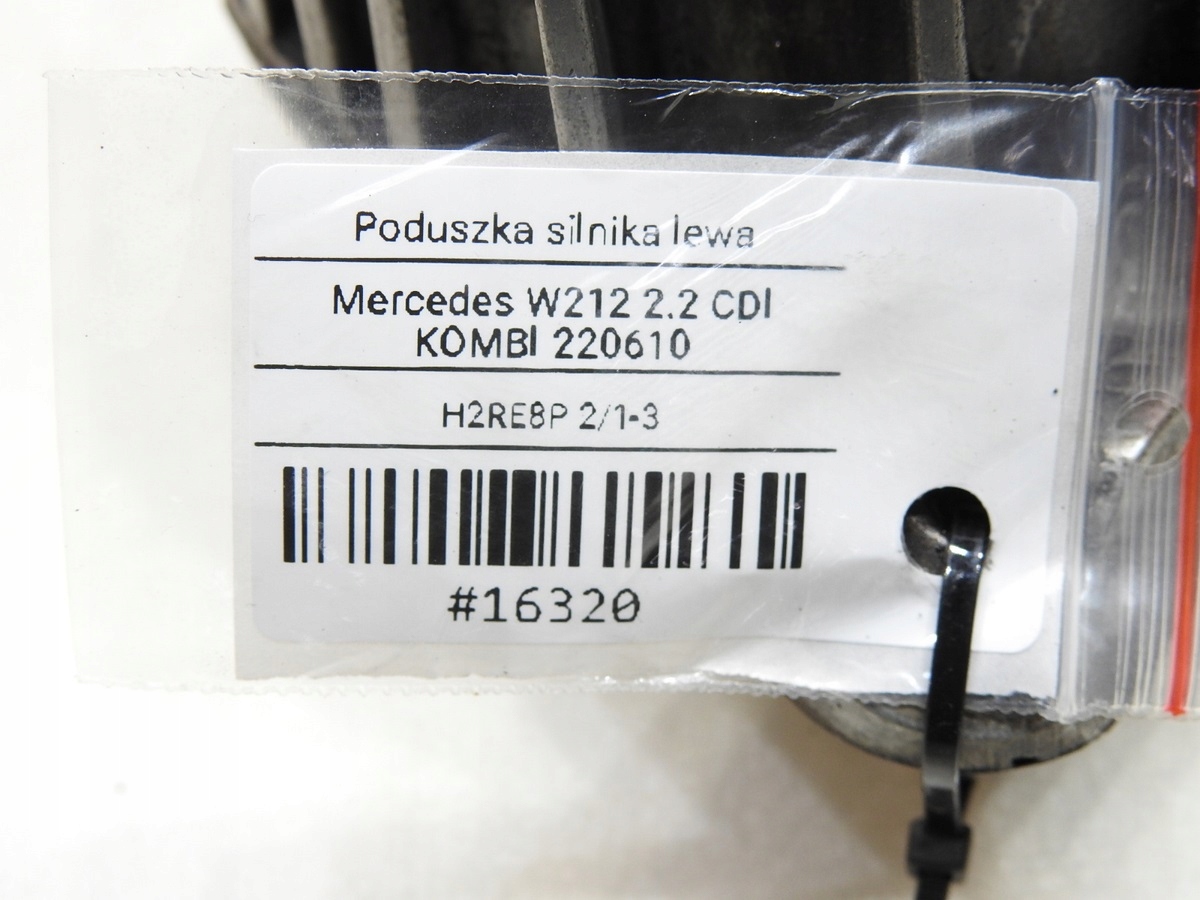 Poduszka silnika lewa
Mercedes W212 2.2 CDI
KOMBI 220610
H2RE8P 2/1-3
#16320